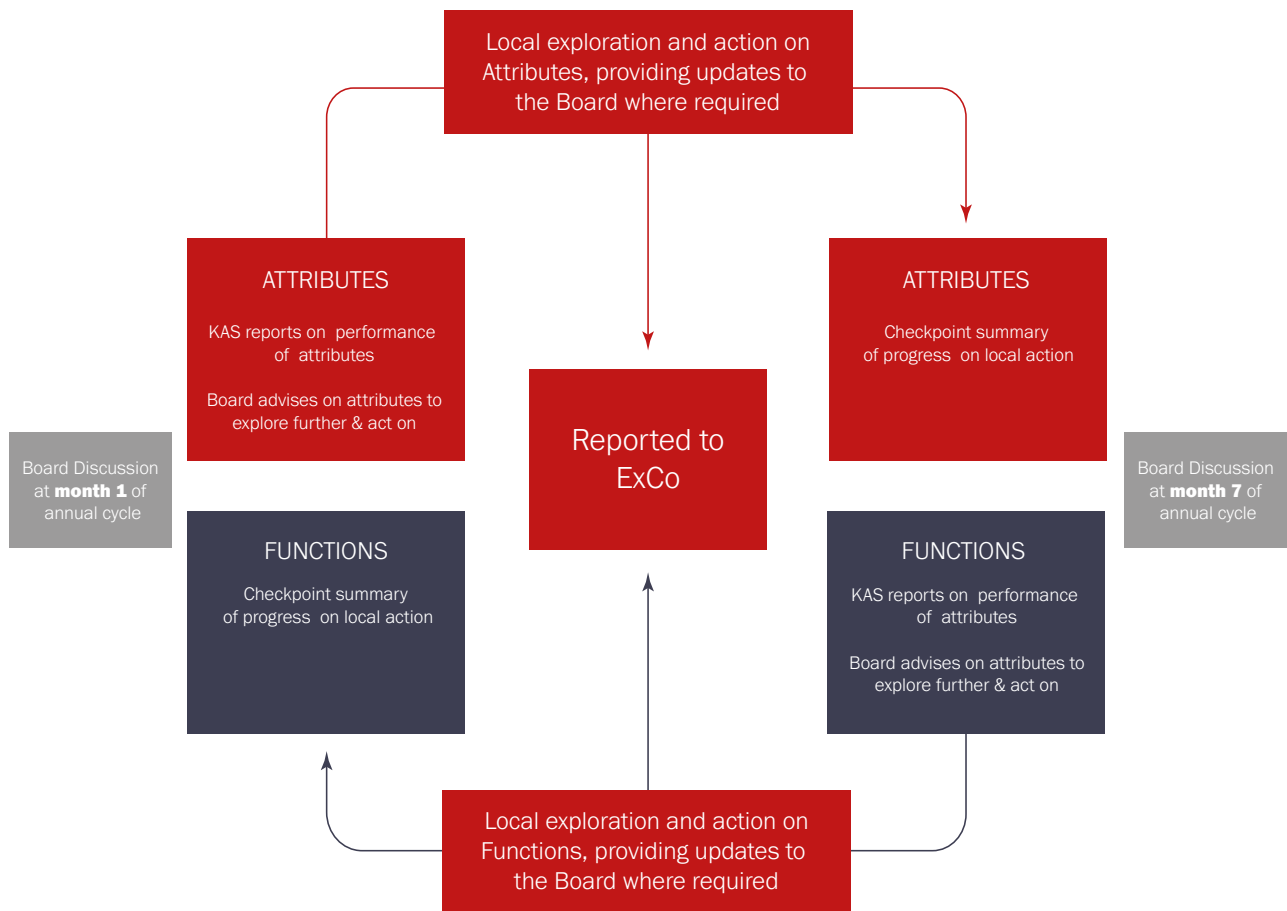 Local exploration and action on
Attributes, providing updates to
the Board where required
ATTRIBUTES
KAS reports on performance
of attributes
Board advises on attributes to
explore further & act on
ATTRIBUTES
Checkpoint summary
of progress on local action
Reported to
ExCo
Board Discussion
at month 1 of
annual cycle
Board Discussion
at month 7 of
annual cycle
FUNCTIONS
Checkpoint summary
of progress on local action
FUNCTIONS
KAS reports on performance
of attributes
Board advises on attributes to
explore further & act on
Local exploration and action on
Functions, providing updates to
the Board where required